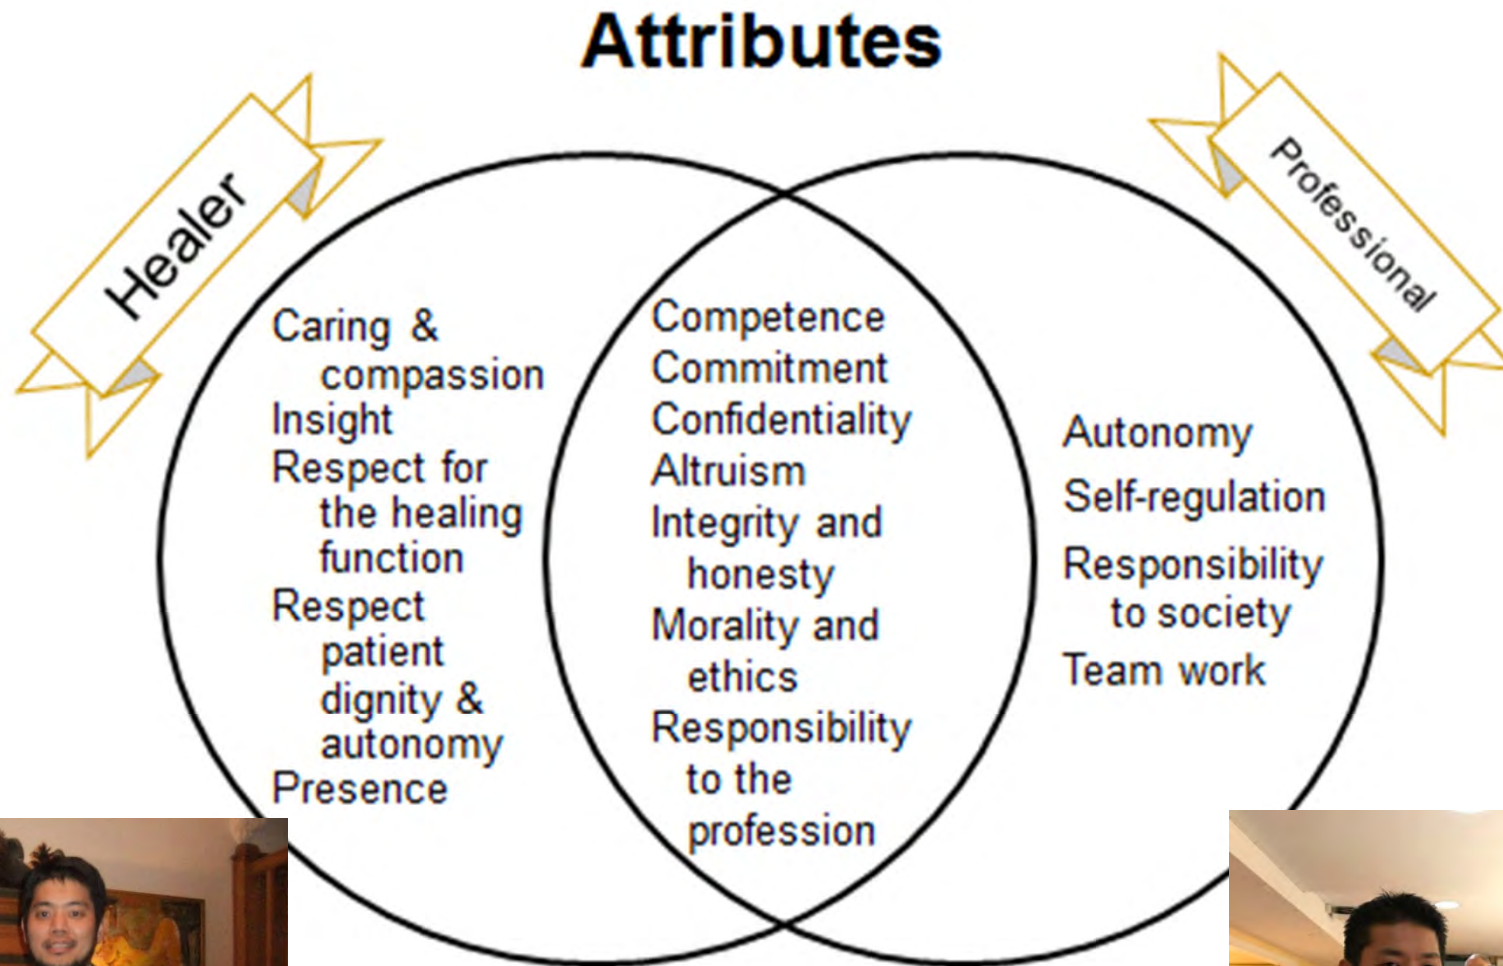 Attributes
Healer
Professional
Caring &
compassion
Insight
Respect for
the healing
function
Respect
patient
dignity &
autonomy
Presence
Competence
Commitment
Confidentiality
Altruism
Integrity and
honesty
Morality and
ethics
Responsibility
to the
profession
Autonomy
Self-regulation
Responsibility
to society
Team work